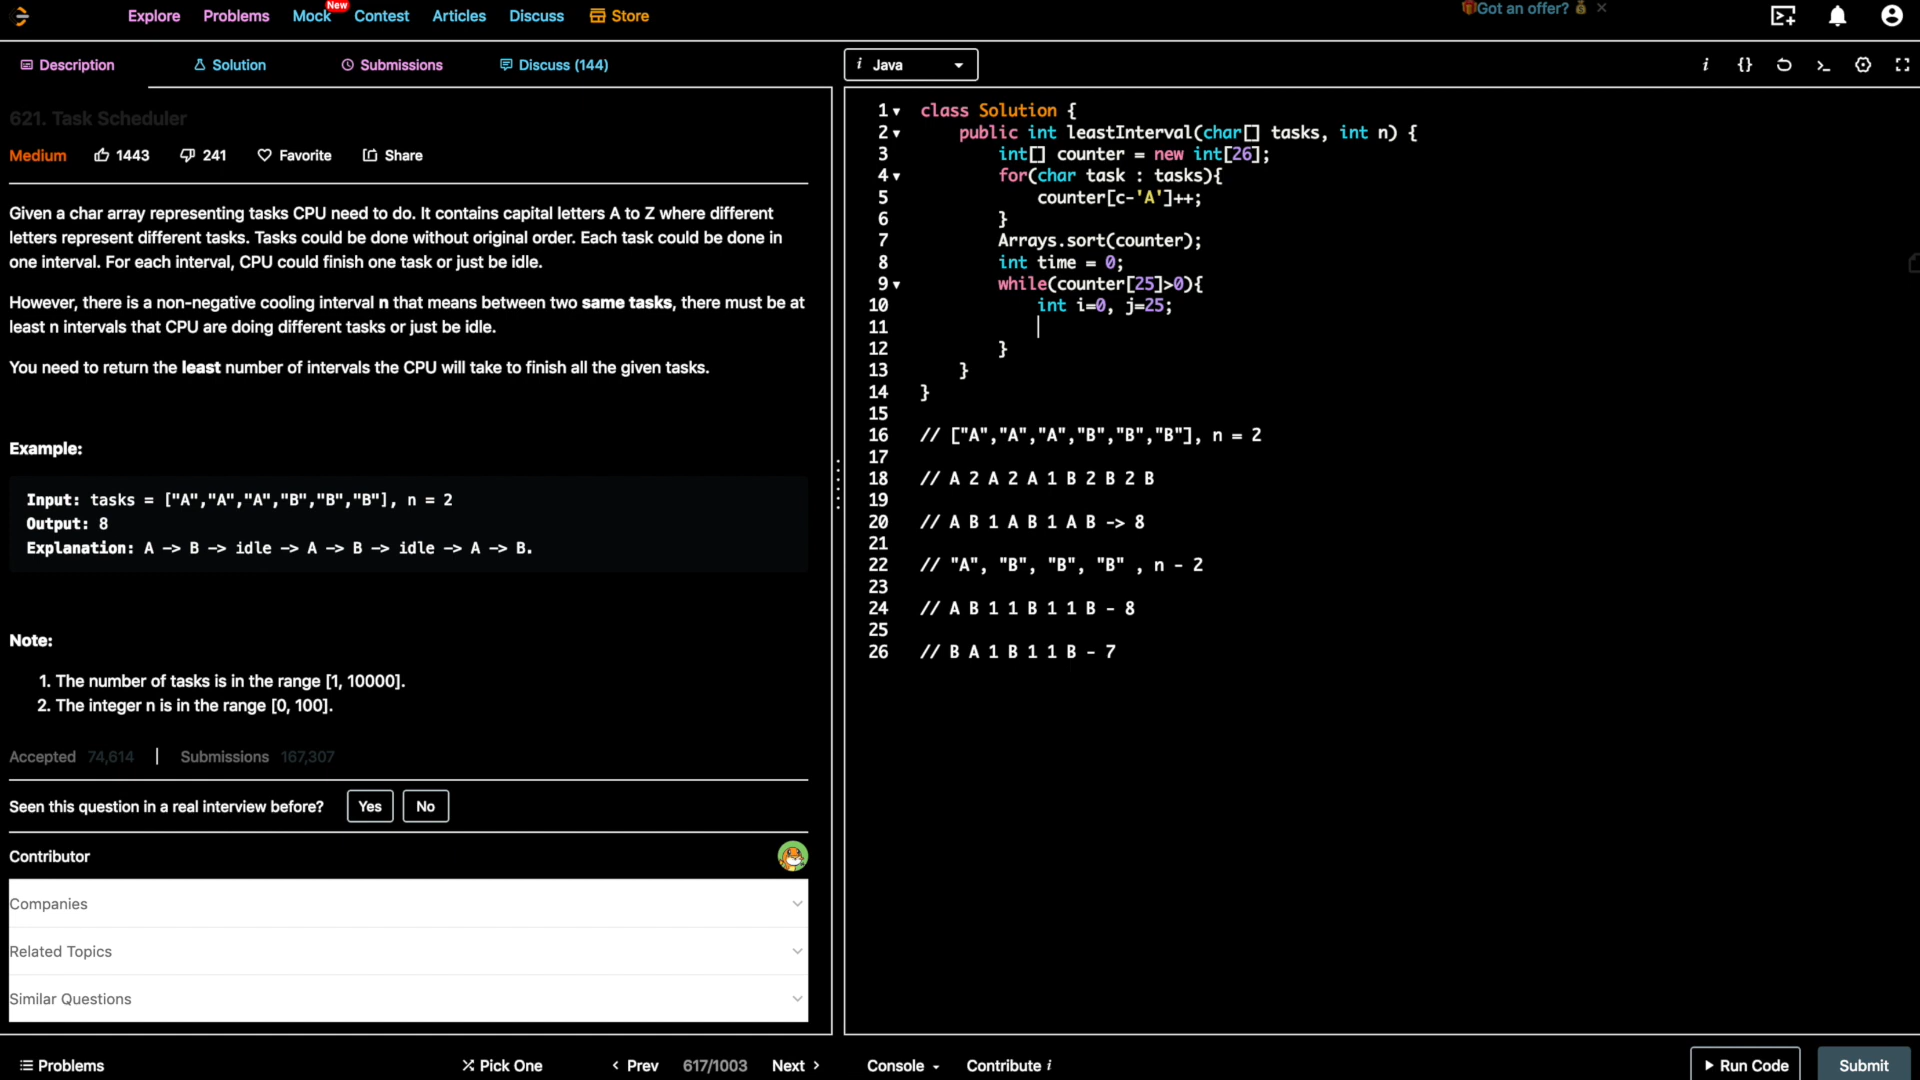 Explore Problems Mock New Contest Articles Discuss Store
Got an offer?
Description Solution Submissions Discuss (144)
i Java
621. Task Scheduler
Medium 1443 241 Favorite Share
Given a char array representing tasks CPU need to do. It contains capital letters A to Z where different
letters represent different tasks. Tasks could be done without original order. Each task could be done in
one interval. For each interval, CPU could finish one task or just be idle.
However, there is a non-negative cooling interval n that means between two same tasks, there must be at
least n intervals that CPU are doing different tasks or just be idle.
You need to return the least number of intervals the CPU will take to finish all the given tasks.
Example:
Input: tasks = ["A","A","A","B","B","B"], n = 2
Output: 8
Explanation: A -> B -> idle -> A -> B -> idle -> A -> B.
Note:
1. The number of tasks is in the range [1, 10000].
2. The integer n is in the range [0, 100].
Accepted 74,614 | Submissions 167,307
Seen this question in a real interview before? Yes No
Contributor
Companies
Related Topics
Similar Questions
Problems Pick One Prev 617/1003 Next
1 class Solution {
2 public int leastInterval(char[] tasks, int n) {
3 int[] counter = new int[26];
4 for(char task : tasks){
5 counter[c-'A']++;
6 }
7 Arrays.sort(counter);
8 int time = 0;
9 while(counter[25]>0){
10 int i=0, j=25;
11
12 }
13 }
14 }
15
16 // ["A","A","A","B","B","B"], n = 2
17
18 // A 2 A 2 A 1 B 2 B 2 B
19
20 // A B 1 A B 1 A B -> 8
21
22 // "A", "B", "B", "B" , n - 2
23
24 // A B 1 1 B 1 1 B - 8
25
26 // B A 1 B 1 1 B - 7
Console Contribute i Run Code Submit